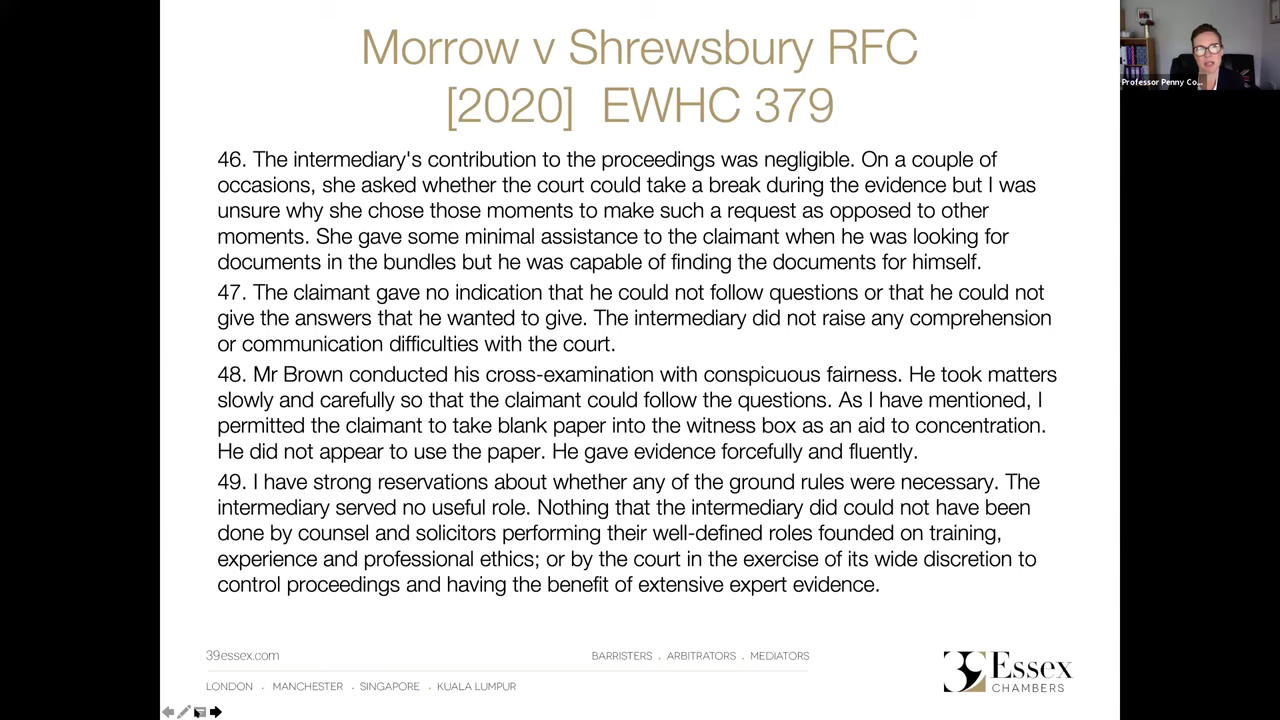 Morrow v Shrewsbury RFC
[2020] EWHC 379
46. The intermediary's contribution to the proceedings was negligible. On a couple of
occasions, she asked whether the court could take a break during the evidence but I was
unsure why she chose those moments to make such a request as opposed to other
moments. She gave some minimal assistance to the claimant when he was looking for
documents in the bundles but he was capable of finding the documents for himself.
47. The claimant gave no indication that he could not follow questions or that he could not
give the answers that he wanted to give. The intermediary did not raise any comprehension
or communication difficulties with the court.
48. Mr Brown conducted his cross-examination with conspicuous fairness. He took matters
slowly and carefully so that the claimant could follow the questions. As I have mentioned, I
permitted the claimant to take blank paper into the witness box as an aid to concentration.
He did not appear to use the paper. He gave evidence forcefully and fluently.
49. I have strong reservations about whether any of the ground rules were necessary. The
intermediary served no useful role. Nothing that the intermediary did could not have been
done by counsel and solicitors performing their well-defined roles founded on training,
experience and professional ethics; or by the court in the exercise of its wide discretion to
control proceedings and having the benefit of extensive expert evidence.
39essex.com
BARRISTERS . ARBITRATORS . MEDIATORS
LONDON . MANCHESTER . SINGAPORE . KUALA LUMPUR
39 Essex
CHAMBERS
Professor Penny Co...